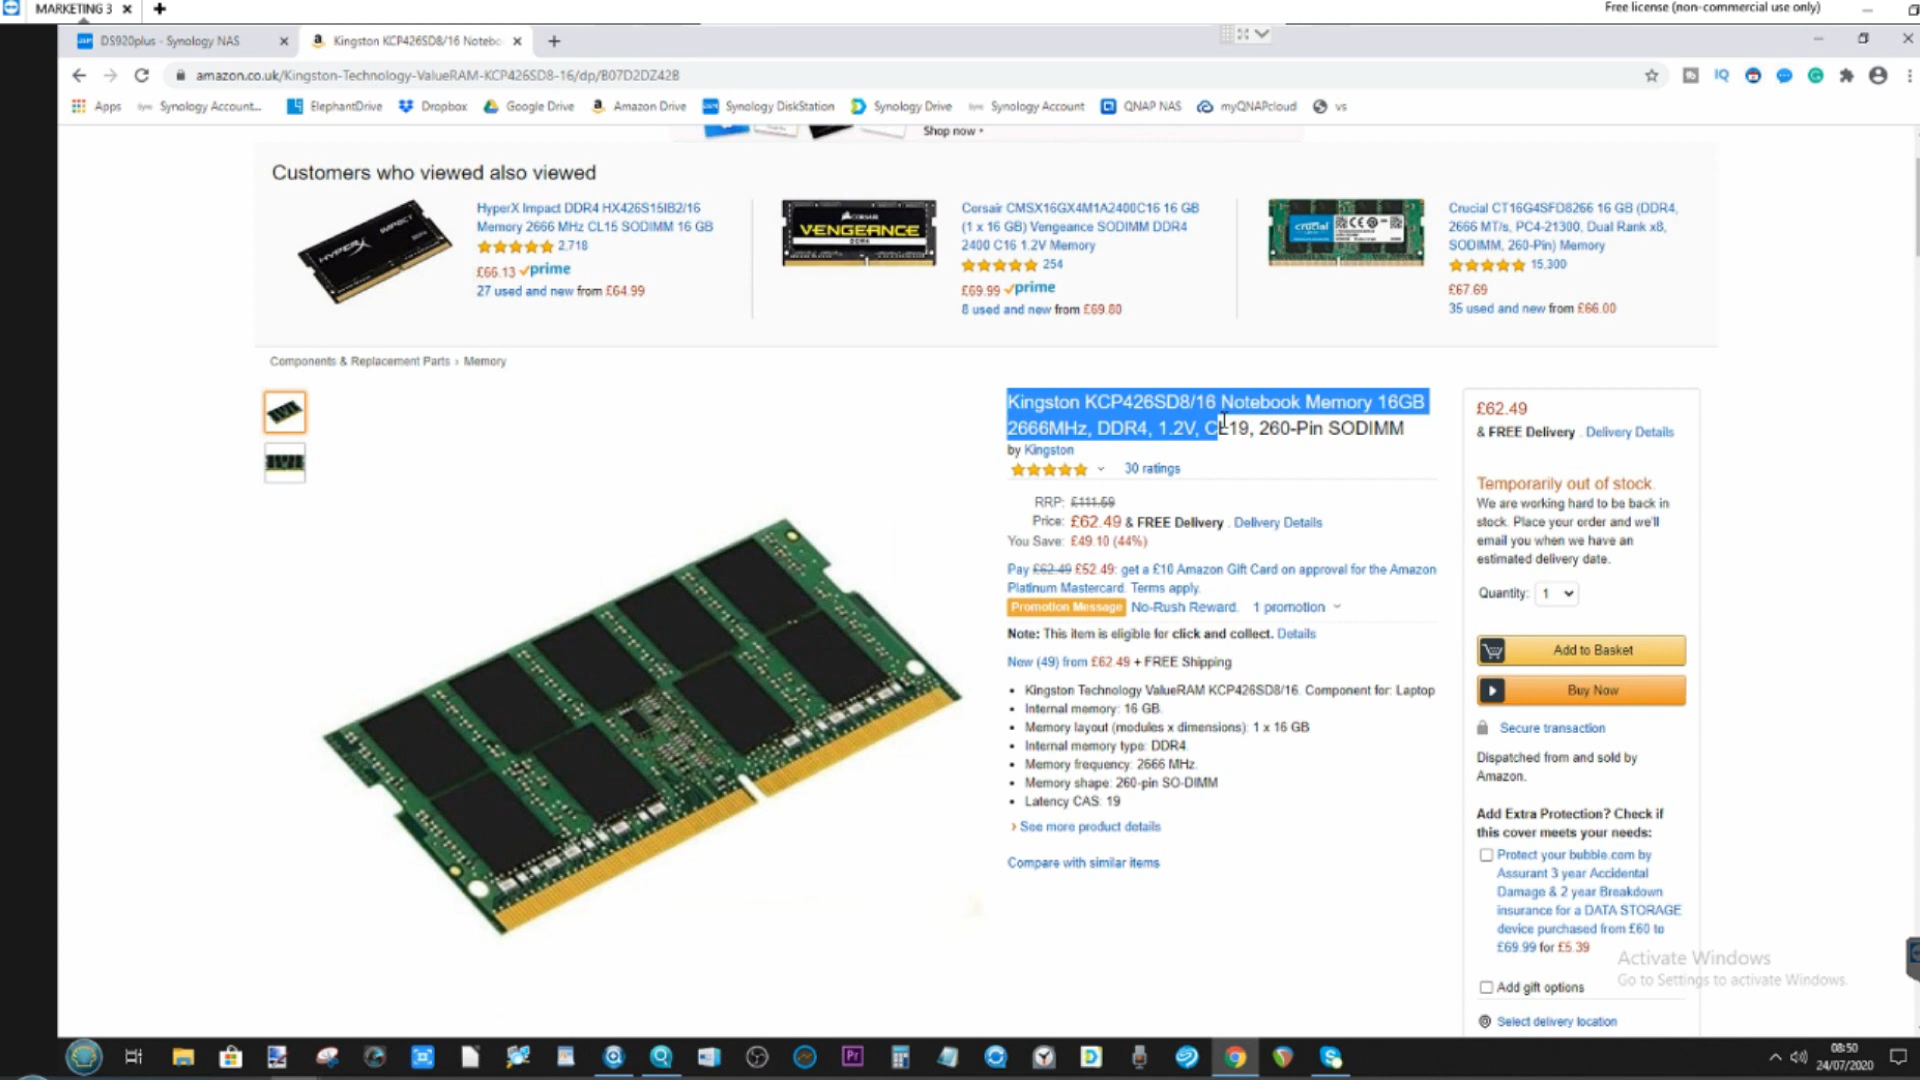 MARKETING 3
Free license (non-commercial use only)
DS920plus - Synology NAS
Kingston KCP426SD8/16 Notebo
amazon.co.uk/Kingston-Technology-ValueRAM-KCP426SD8-16/dp/B07D2DZ42B
Apps
Synology Account...
ElephantDrive
Dropbox
Google Drive
Amazon Drive
Synology DiskStation
Synology Drive
Synology Account
QNAP NAS
myQNAPcloud
vs
Shop now
Customers who viewed also viewed
HyperX Impact DDR4 HX426S15IB2/16
Memory 2666 MHz CL15 SODIMM 16 GB
2,718
£66.13 prime
27 used and new from £64.99
Corsair CMSX16GX4M1A2400C16 16 GB
(1 x 16 GB) Vengeance SODIMM DDR4
2400 C16 1.2V Memory
254
£69.99 prime
8 used and new from £69.80
Crucial CT16G4SFD8266 16 GB (DDR4,
2666 MT/s, PC4-21300, Dual Rank x8,
SODIMM, 260-Pin) Memory
15,300
£67.69
35 used and new from £66.00
HYPERX IMPACT
CORSAIR
VENGEANCE
DDR4
crucial
Components & Replacement Parts › Memory
Kingston KCP426SD8/16 Notebook Memory 16GB
2666MHz, DDR4, 1.2V, CL19, 260-Pin SODIMM
by Kingston
30 ratings
RRP: £111.59
Price: £62.49 & FREE Delivery . Delivery Details
You Save: £49.10 (44%)
Pay £62.49 £52.49: get a £10 Amazon Gift Card on approval for the Amazon
Platinum Mastercard. Terms apply.
Promotion Message No-Rush Reward. 1 promotion
Note: This item is eligible for click and collect. Details
New (49) from £62.49 + FREE Shipping
• Kingston Technology ValueRAM KCP426SD8/16. Component for: Laptop
• Internal memory: 16 GB.
• Memory layout (modules x dimensions): 1 x 16 GB
• Internal memory type: DDR4.
• Memory frequency: 2666 MHz.
• Memory shape: 260-pin SO-DIMM
• Latency CAS: 19
› See more product details
Compare with similar items
£62.49
& FREE Delivery . Delivery Details
Temporarily out of stock.
We are working hard to be back in
stock. Place your order and we'll
email you when we have an
estimated delivery date.
Quantity: 1
Add to Basket
Buy Now
Secure transaction
Dispatched from and sold by
Amazon.
Add Extra Protection? Check if
this cover meets your needs:
Protect your bubble.com by
Assurant 3 year Accidental
Damage & 2 year Breakdown
insurance for a DATA STORAGE
device purchased from £60 to
£69.99 for £5.39
Add gift options
Select delivery location
Activate Windows
Go to Settings to activate Windows.
Pr
08:50
24/07/2020